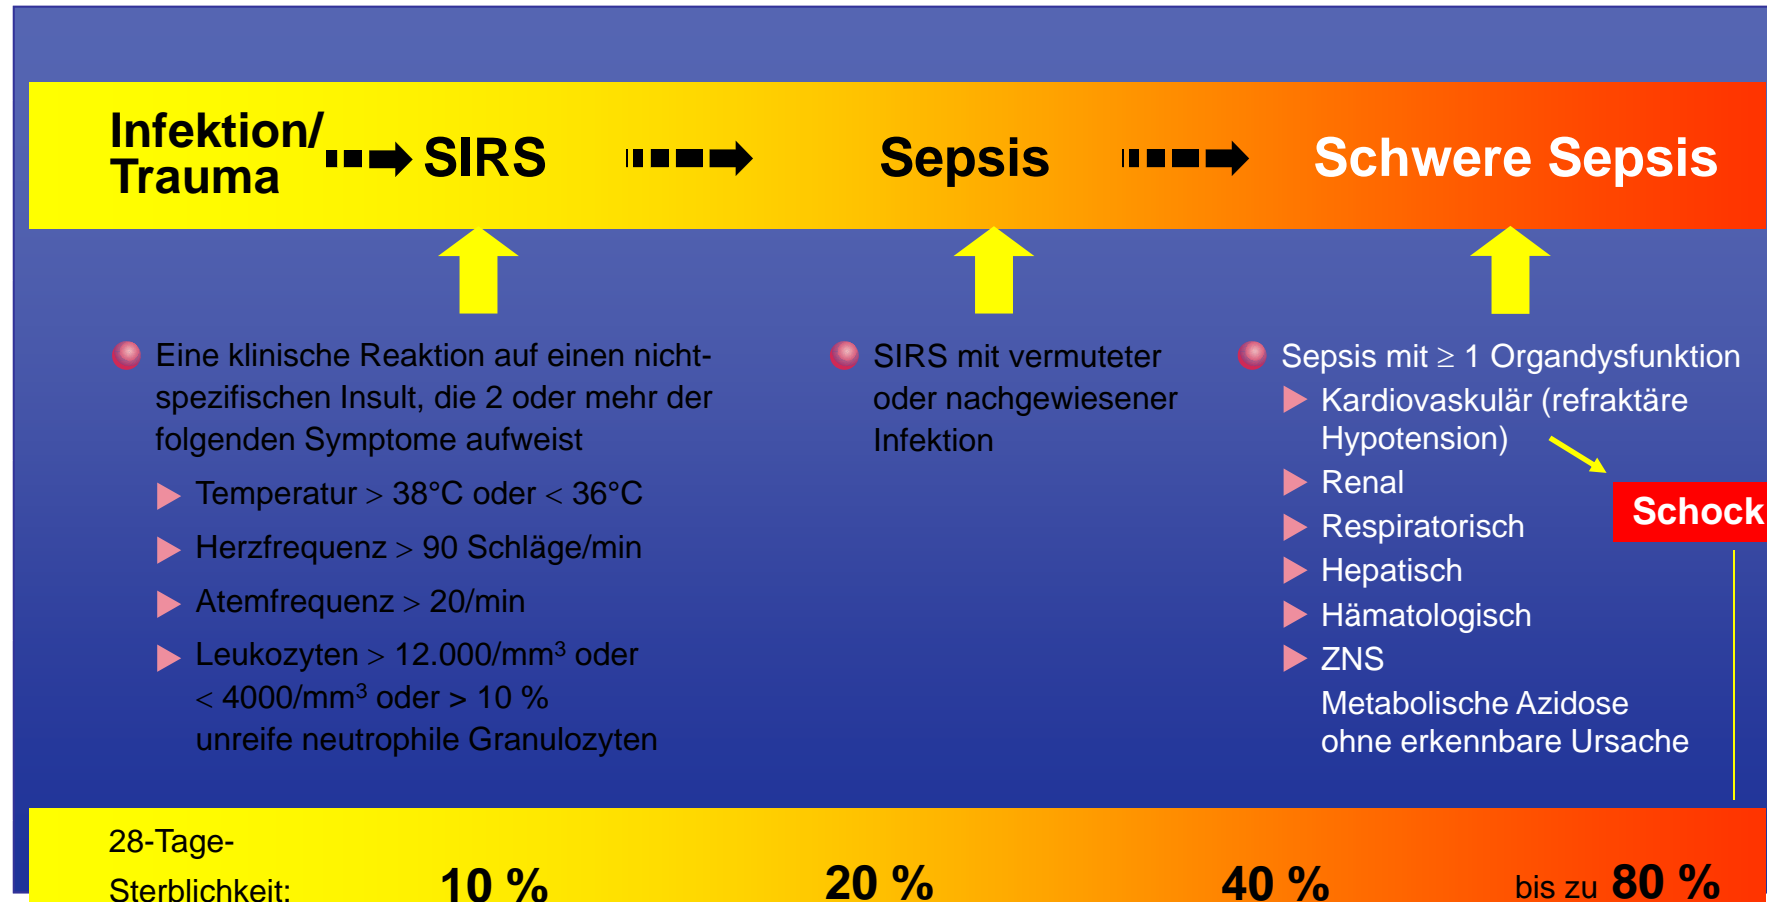 Infektion/
Trauma
SIRS
Sepsis
Schwere Sepsis
Eine klinische Reaktion auf einen nicht-
spezifischen Insult, die 2 oder mehr der
folgenden Symptome aufweist
Temperatur > 38°C oder < 36°C
Herzfrequenz > 90 Schläge/min
Atemfrequenz > 20/min
Leukozyten > 12.000/mm³ oder
< 4000/mm³ oder > 10 %
unreife neutrophile Granulozyten
SIRS mit vermuteter
oder nachgewiesener
Infektion
Sepsis mit ≥ 1 Organdysfunktion
Kardiovaskulär (refraktäre
Hypotension)
Renal
Respiratorisch
Hepatisch
Hämatologisch
ZNS
Metabolische Azidose
ohne erkennbare Ursache
Schock
28-Tage-
Sterblichkeit:
10 %
20 %
40 %
bis zu 80 %